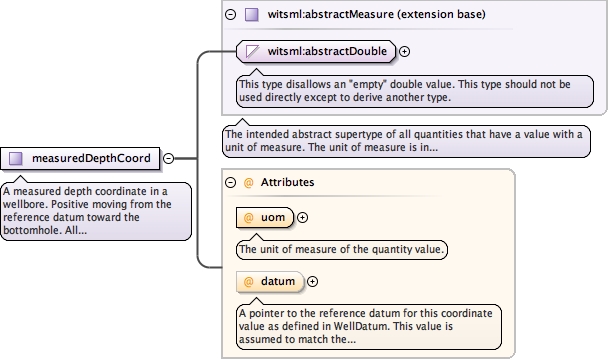 witsml:abstractMeasure (extension base)
witsml:abstractDouble
This type disallows an "empty" double value. This type should not be
used directly except to derive another type.
The intended abstract supertype of all quantities that have a value with a
unit of measure. The unit of measure is in...
measuredDepthCoord
A measured depth coordinate in a
wellbore. Positive moving from the
reference datum toward the
bottomhole. All...
@ Attributes
@ uom
The unit of measure of the quantity value.
@ datum
A pointer to the reference datum for this coordinate
value as defined in WellDatum. This value is
assumed to match the...